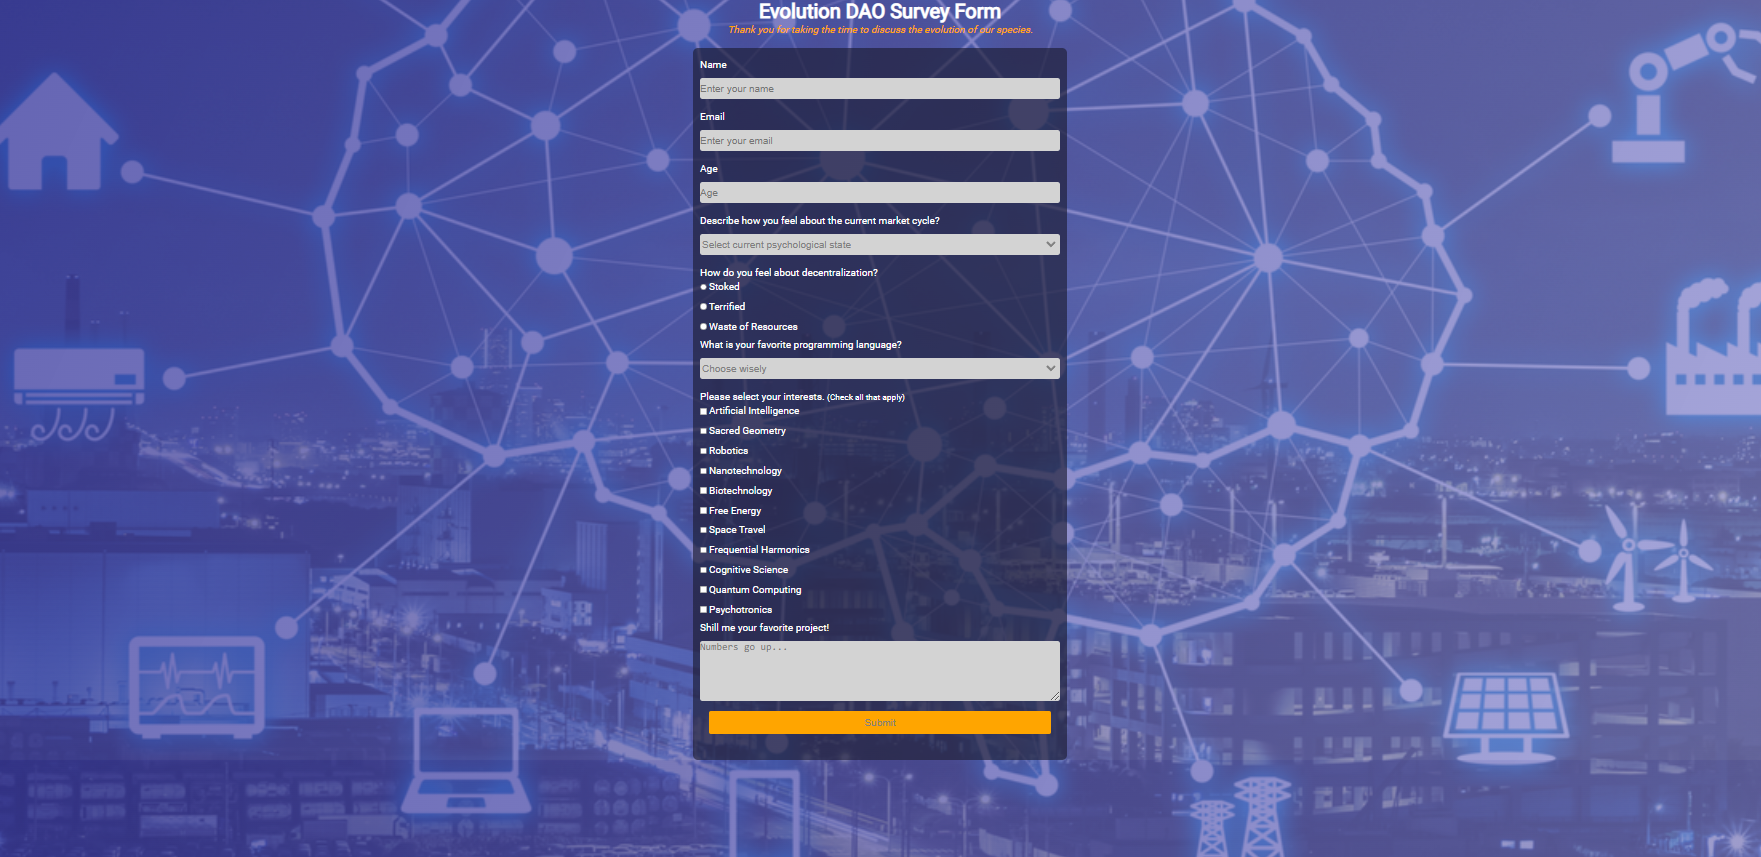 Evolution DAO Survey Form
Thank you for taking the time to discuss the evolution of our species.
Name
Enter your name
Email
Enter your email
Age
Age
Describe how you feel about the current market cycle?
Select current psychological state
How do you feel about decentralization?
Stoked
Terrified
Waste of Resources
What is your favorite programming language?
Choose wisely
Please select your interests. (Check all that apply)
Artificial Intelligence
Sacred Geometry
Robotics
Nanotechnology
Biotechnology
Free Energy
Space Travel
Frequential Harmonics
Cognitive Science
Quantum Computing
Psychotronics
Shill me your favorite project!
Numbers go up...
Submit